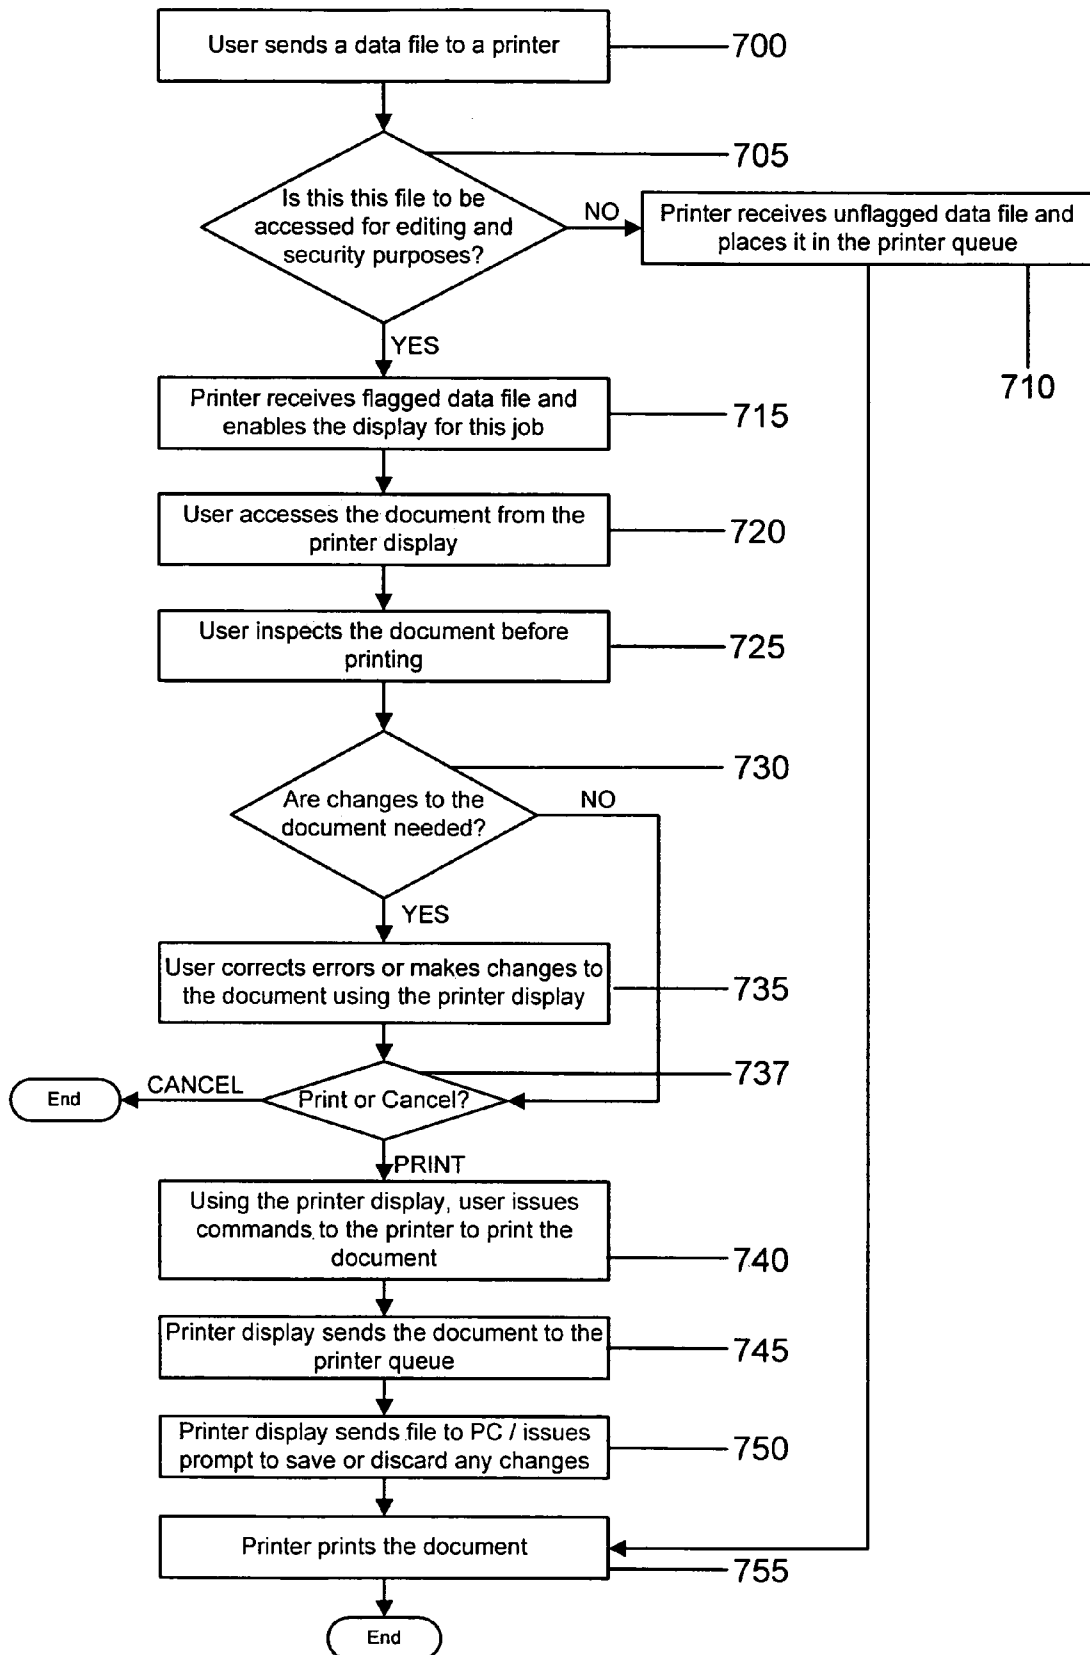 User sends a data file to a printer
700
705
Is this this file to be
accessed for editing and
security purposes?
NO
Printer receives unflagged data file and
places it in the printer queue
710
YES
Printer receives flagged data file and
enables the display for this job
715
User accesses the document from the
printer display
720
User inspects the document before
printing
725
730
Are changes to the
document needed?
NO
YES
User corrects errors or makes changes to
the document using the printer display
735
737
Print or Cancel?
CANCEL
End
PRINT
Using the printer display, user issues
commands to the printer to print the
document
740
Printer display sends the document to the
printer queue
745
Printer display sends file to PC / issues
prompt to save or discard any changes
750
Printer prints the document
755
End